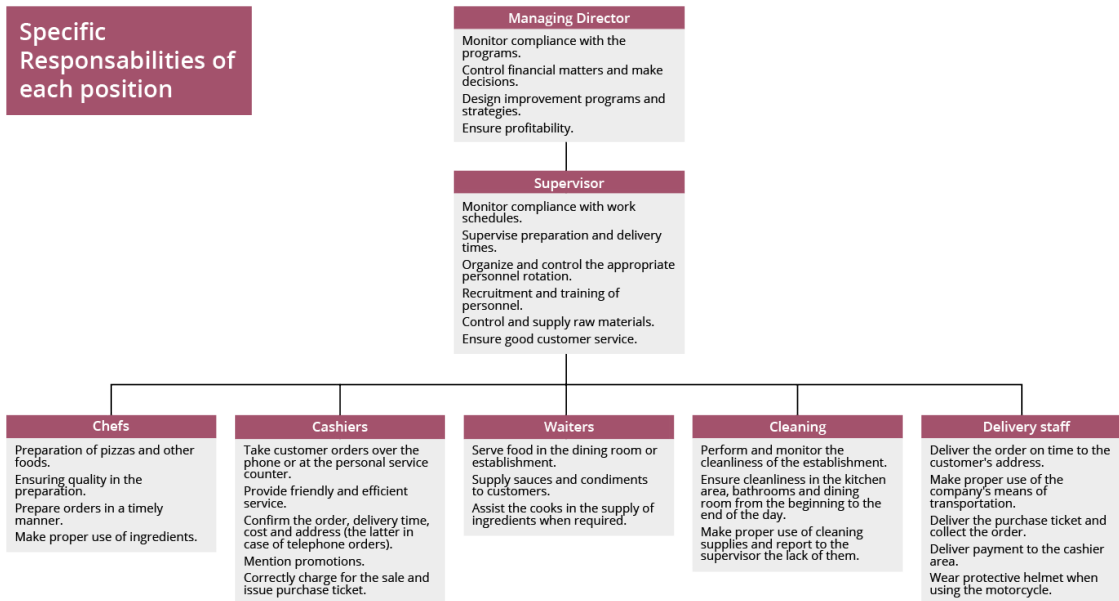 Specific
Responsabilities of
each position
Managing Director
Monitor compliance with the
programs.
Control financial matters and make
decisions.
Design improvement programs and
strategies.
Ensure profitability.
Supervisor
Monitor compliance with work
schedules.
Supervise preparation and delivery
times.
Organize and control the appropriate
personnel rotation.
Recruitment and training of
personnel.
Control and supply raw materials.
Ensure good customer service.
Chefs
Preparation of pizzas and other
foods.
Ensuring quality in the
preparation.
Prepare orders in a timely
manner.
Make proper use of ingredients.
Cashiers
Take customer orders over the
phone or at the personal service
counter.
Provide friendly and efficient
service.
Confirm the order, delivery time,
cost and address (the latter in
case of telephone orders).
Mention promotions.
Correctly charge for the sale and
issue purchase ticket.
Waiters
Serve food in the dining room or
establishment.
Supply sauces and condiments
to customers.
Assist the cooks in the supply of
ingredients when required.
Cleaning
Perform and monitor the
cleanliness of the establishment.
Ensure cleanliness in the kitchen
area, bathrooms and dining
room from the beginning to the
end of the day.
Make proper use of cleaning
supplies and report to the
supervisor the lack of them.
Delivery staff
Deliver the order on time to the
customer's address.
Make proper use of the
company's means of
transportation.
Deliver the purchase ticket and
collect the order.
Deliver payment to the cashier
area.
Wear protective helmet when
using the motorcycle.